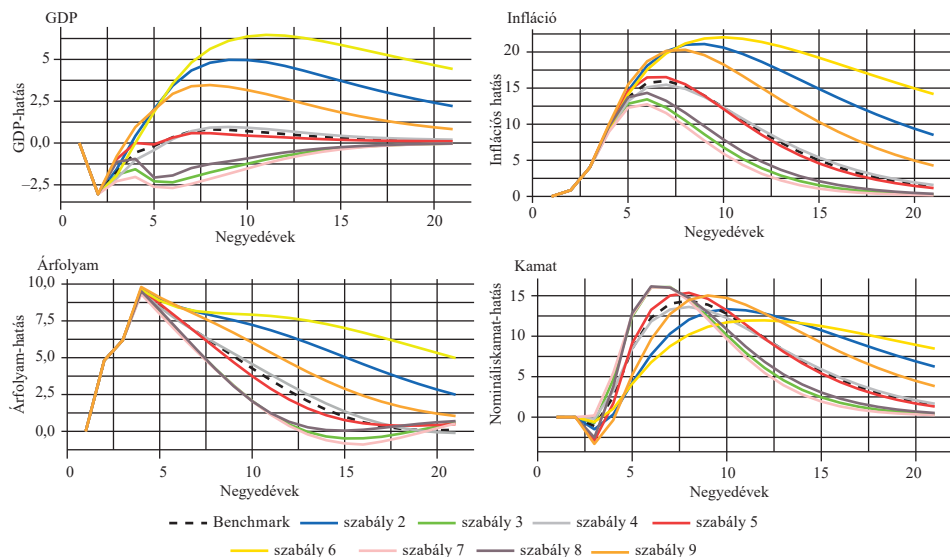 GDP
GDP-hatás
5
2,5
0,0
–2,5
0 5 10 15 20
Negyedévek
Infláció
Inflációs hatás
20
15
10
5
0
0 5 10 15 20
Negyedévek
Árfolyam
Árfolyam-hatás
10,0
7,5
5,0
2,5
0,0
0 5 10 15 20
Negyedévek
Kamat
Nomináliskamat-hatás
15
10
5
0
0 5 10 15 20
Negyedévek
Benchmark szabály 2 szabály 3 szabály 4 szabály 5
szabály 6 szabály 7 szabály 8 szabály 9